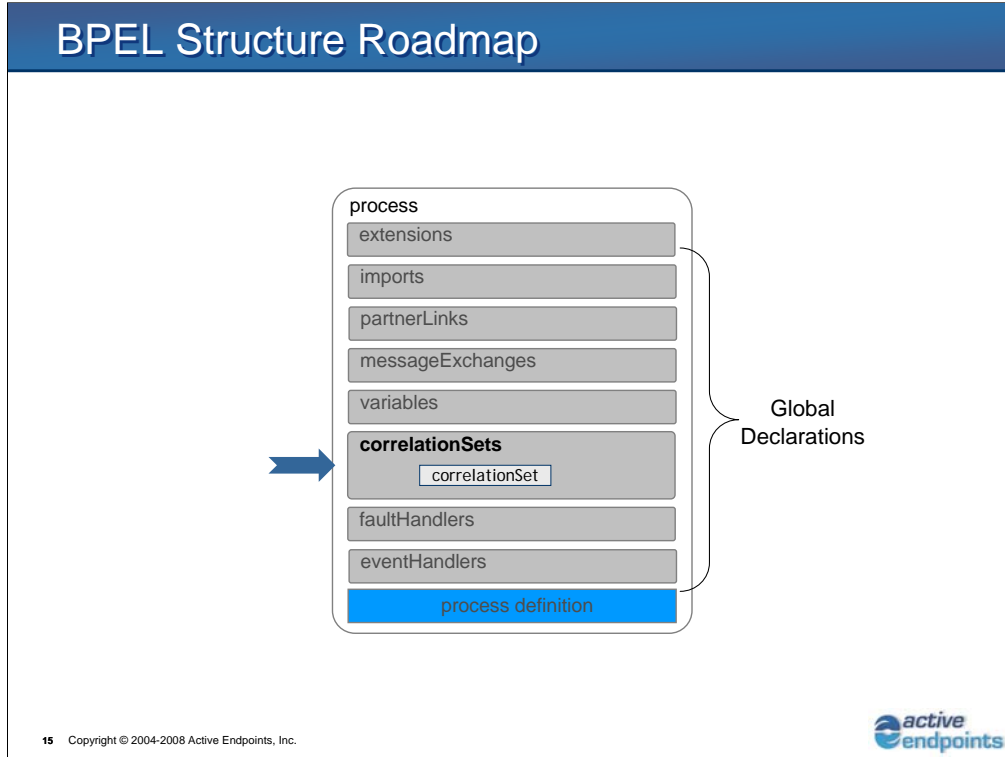 BPEL Structure Roadmap
process
extensions
imports
partnerLinks
messageExchanges
variables
correlationSets
correlationSet
faultHandlers
eventHandlers
process definition
Global
Declarations
15 Copyright © 2004-2008 Active Endpoints, Inc.
active
endpoints